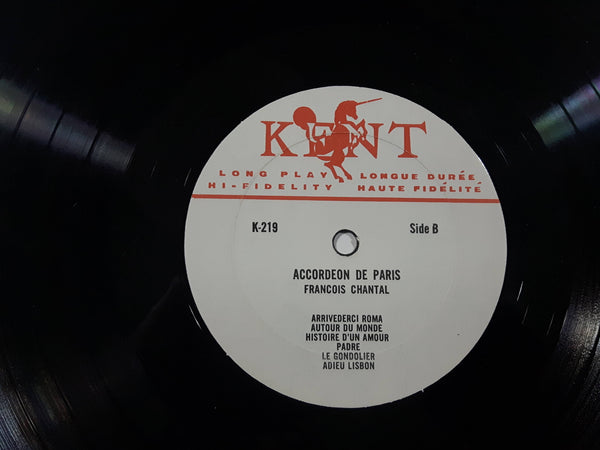 KENT
LONG PLAY LONGUE DURÉE
HI-FIDELITY HAUTE FIDÉLITÉ
K-219 Side B
ACCORDEON DE PARIS
FRANCOIS CHANTAL
ARRIVEDERCI ROMA
AUTOUR DU MONDE
HISTOIRE D'UN AMOUR
PADRE
LE GONDOLIER
ADIEU LISBON